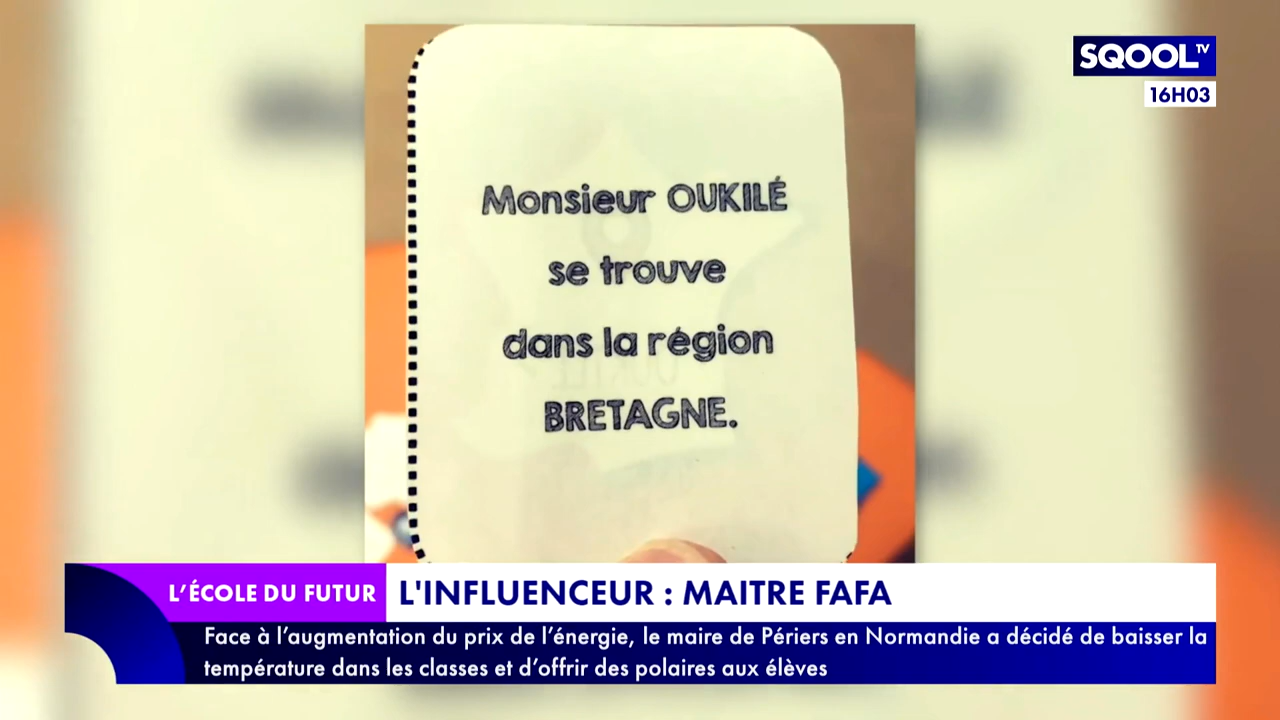 SQOOL TV
16H03
Monsieur OUKILÉ
se trouve
dans la région
BRETAGNE.
L'ÉCOLE DU FUTUR
L'INFLUENCEUR : MAITRE FAFA
Face à l'augmentation du prix de l'énergie, le maire de Périers en Normandie a décidé de baisser la
température dans les classes et d'offrir des polaires aux élèves